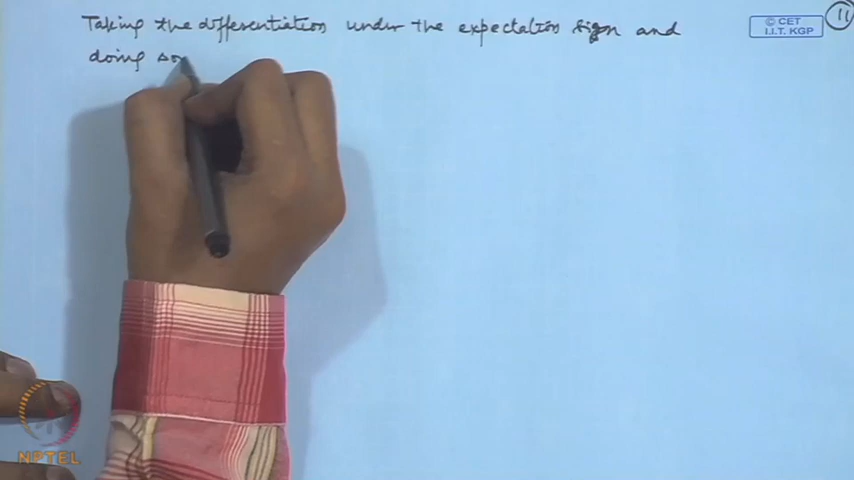 Taking the differentiation under the expectation sign and
doing so
© CET
I.I.T. KGP
11
NPTEL